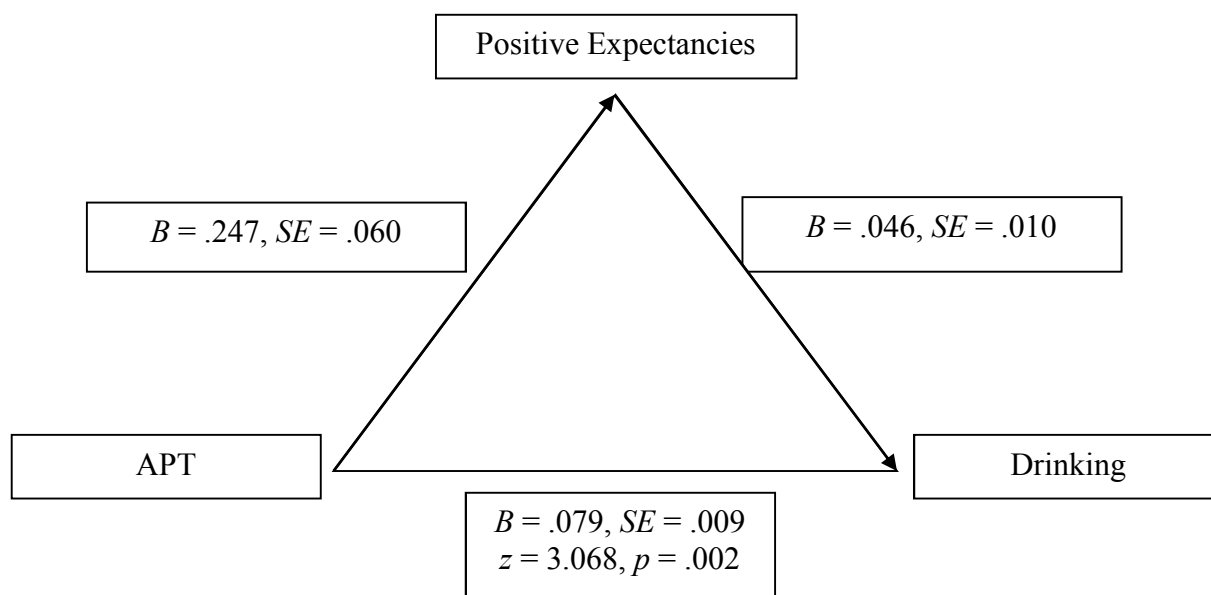 Positive Expectancies
B = .247, SE = .060
B = .046, SE = .010
APT
Drinking
B = .079, SE = .009
z = 3.068, p = .002